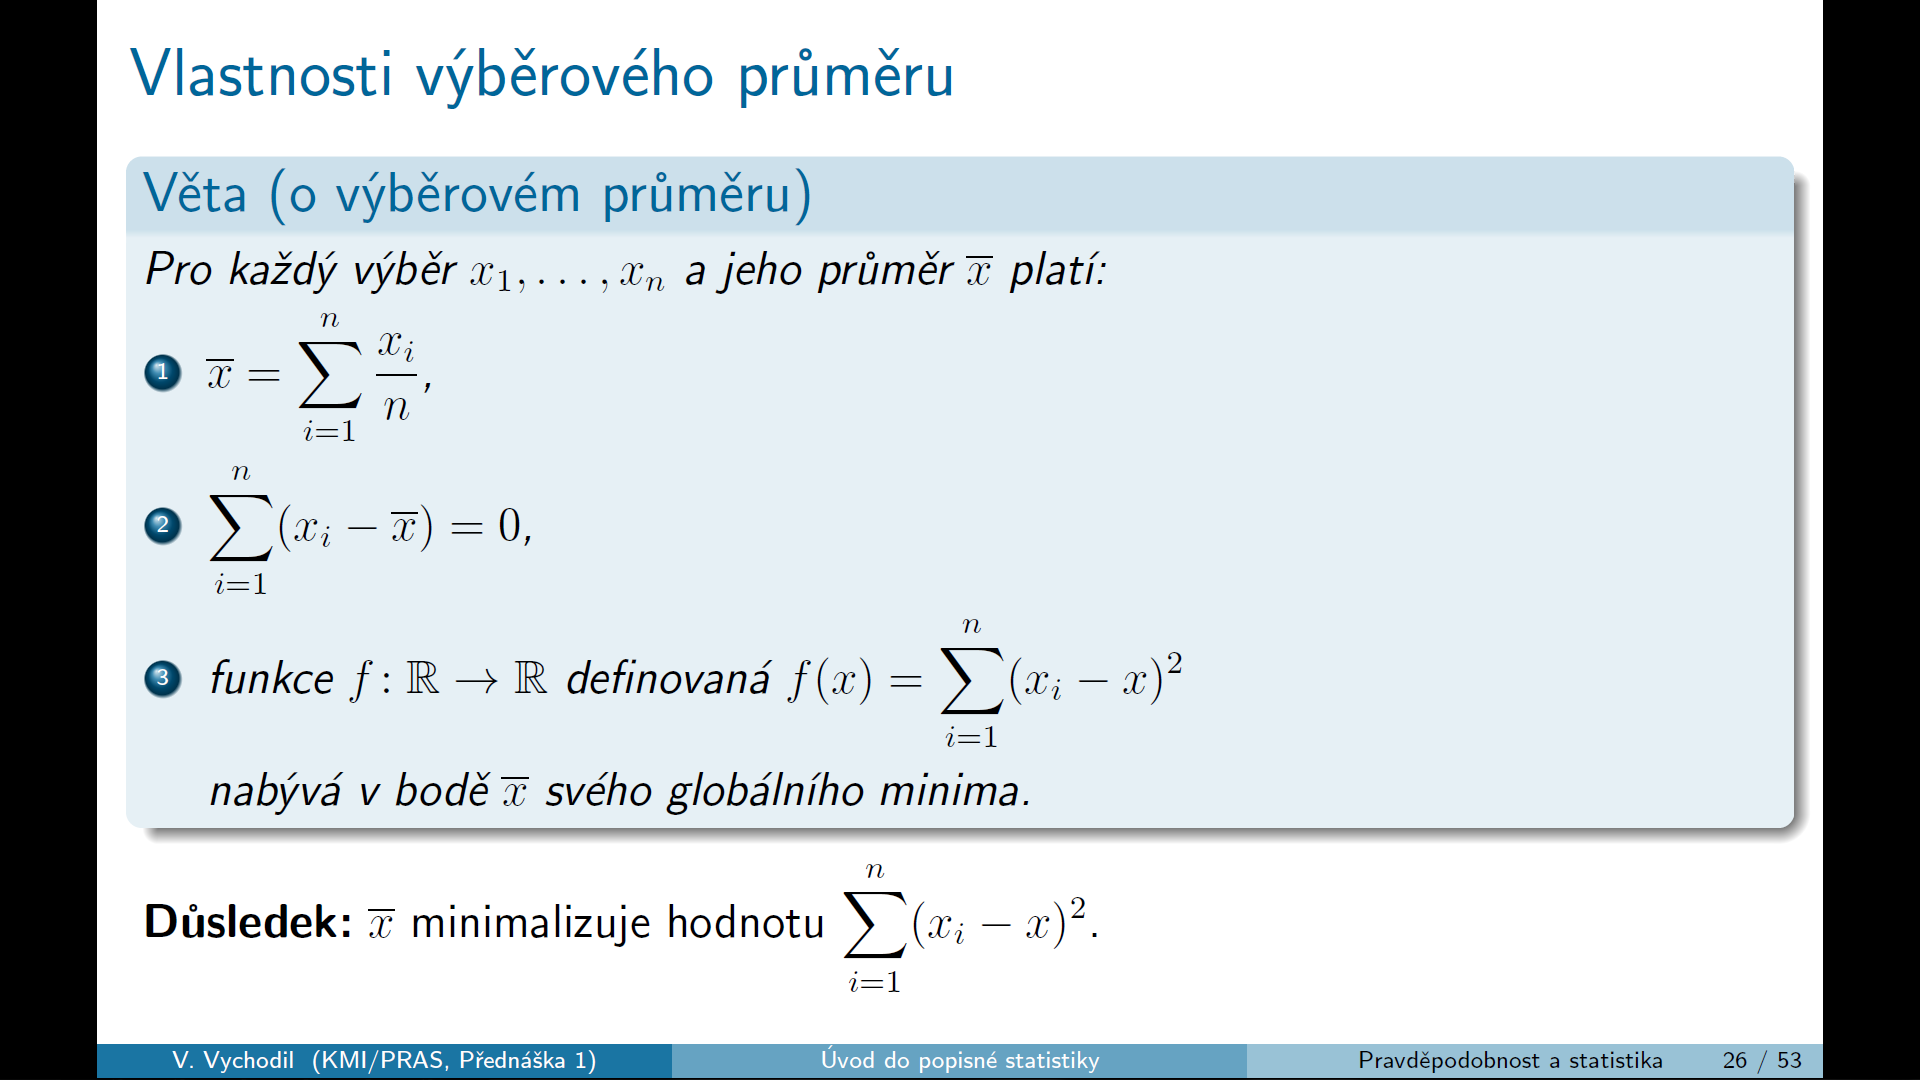 Vlastnosti výběrového průměru
Věta (o výběrovém průměru)
Pro každý výběr $x_1, \ldots, x_n$ a jeho průměr $\overline{x}$ platí:
1 $\overline{x} = \sum_{i=1}^{n} \frac{x_i}{n}$,
2 $\sum_{i=1}^{n} (x_i - \overline{x}) = 0$,
3 funkce $f : \mathbb{R} \to \mathbb{R}$ definovaná $f(x) = \sum_{i=1}^{n} (x_i - x)^2$
nabývá v bodě $\overline{x}$ svého globálního minima.
Důsledek: $\overline{x}$ minimalizuje hodnotu $\sum_{i=1}^{n} (x_i - x)^2$.
V. Vychodil (KMI/PRAS, Přednáška 1) Úvod do popisné statistiky Pravděpodobnost a statistika 26 / 53